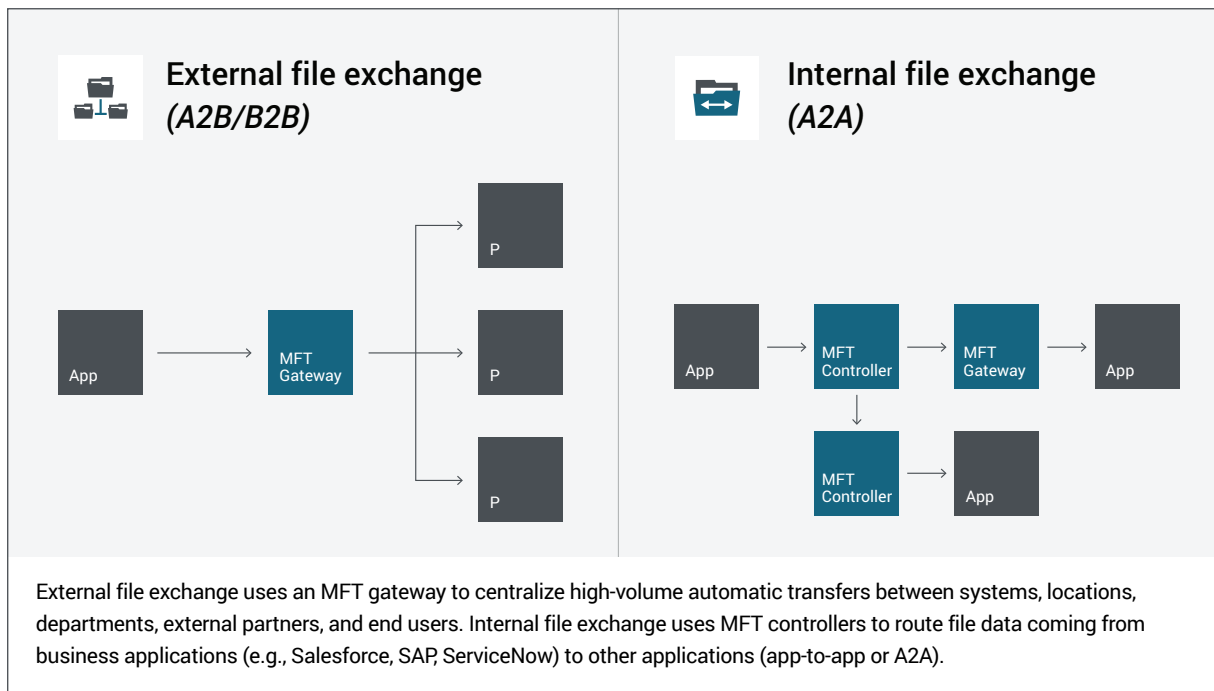 External file exchange
(A2B/B2B)
P
App
MFT
Gateway
P
P
Internal file exchange
(A2A)
App
MFT
Controller
MFT
Gateway
App
MFT
Controller
App
External file exchange uses an MFT gateway to centralize high-volume automatic transfers between systems, locations,
departments, external partners, and end users. Internal file exchange uses MFT controllers to route file data coming from
business applications (e.g., Salesforce, SAP, ServiceNow) to other applications (app-to-app or A2A).